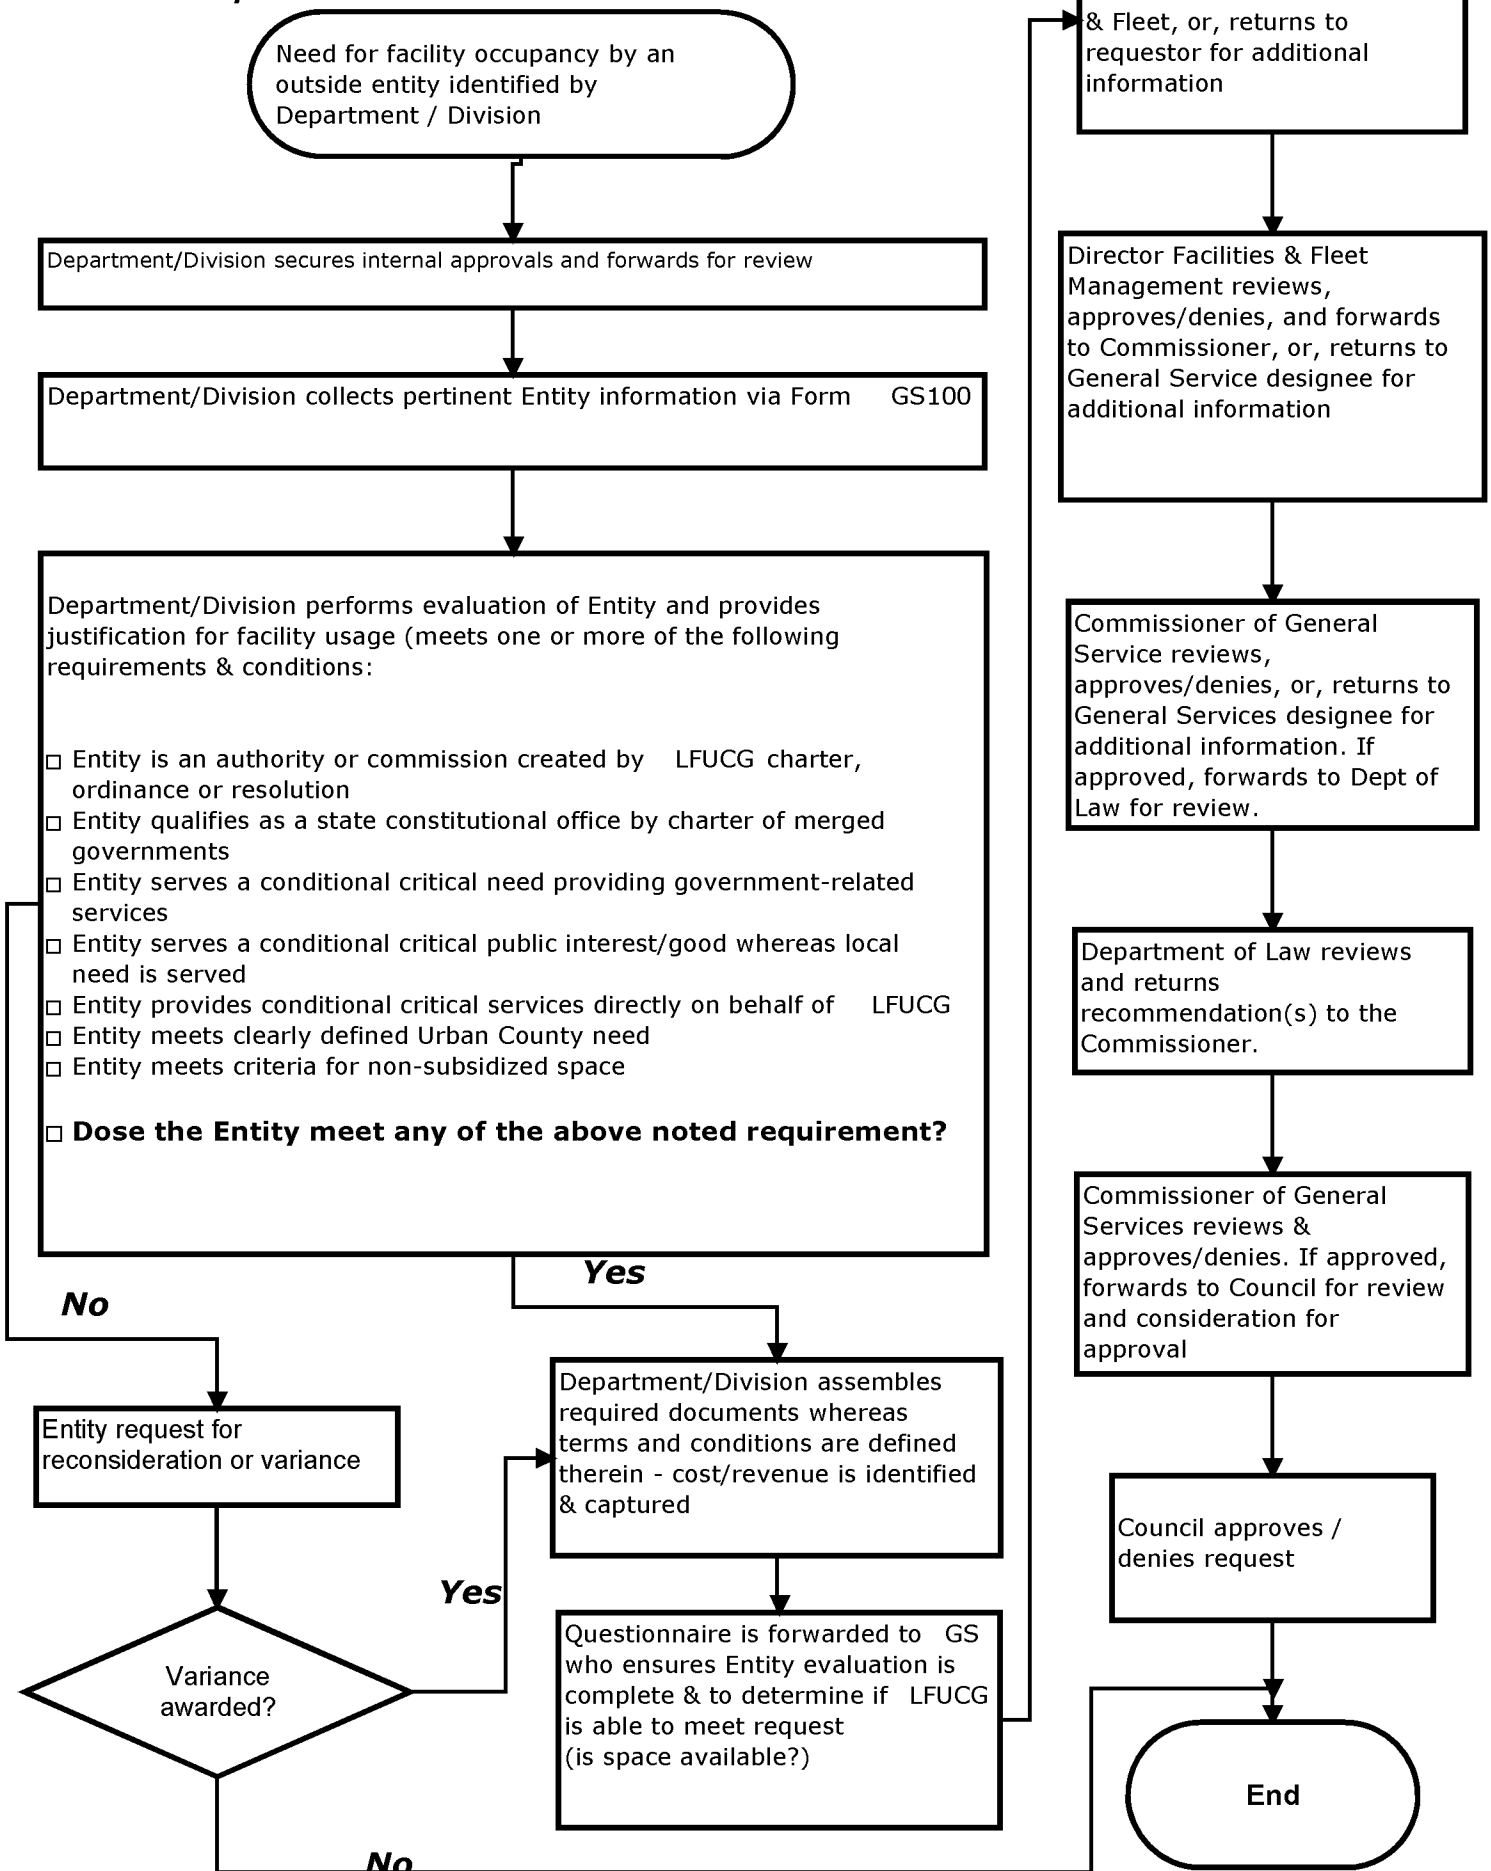 Need for facility occupancy by an
outside entity identified by
Department / Division
Department/Division secures internal approvals and forwards for review
Department/Division collects pertinent Entity information via Form GS100
Department/Division performs evaluation of Entity and provides
justification for facility usage (meets one or more of the following
requirements & conditions:
Entity is an authority or commission created by LFUCG charter,
ordinance or resolution
Entity qualifies as a state constitutional office by charter of merged
governments
Entity serves a conditional critical need providing government-related
services
Entity serves a conditional critical public interest/good whereas local
need is served
Entity provides conditional critical services directly on behalf of LFUCG
Entity meets clearly defined Urban County need
Entity meets criteria for non-subsidized space
Dose the Entity meet any of the above noted requirement?
Yes
No
Entity request for
reconsideration or variance
Variance
awarded?
Yes
No
Department/Division assembles
required documents whereas
terms and conditions are defined
therein - cost/revenue is identified
& captured
Questionnaire is forwarded to GS
who ensures Entity evaluation is
complete & to determine if LFUCG
is able to meet request
(is space available?)
& Fleet, or, returns to
requestor for additional
information
Director Facilities & Fleet
Management reviews,
approves/denies, and forwards
to Commissioner, or, returns to
General Service designee for
additional information
Commissioner of General
Service reviews,
approves/denies, or, returns to
General Services designee for
additional information. If
approved, forwards to Dept of
Law for review.
Department of Law reviews
and returns
recommendation(s) to the
Commissioner.
Commissioner of General
Services reviews &
approves/denies. If approved,
forwards to Council for review
and consideration for
approval
Council approves /
denies request
End